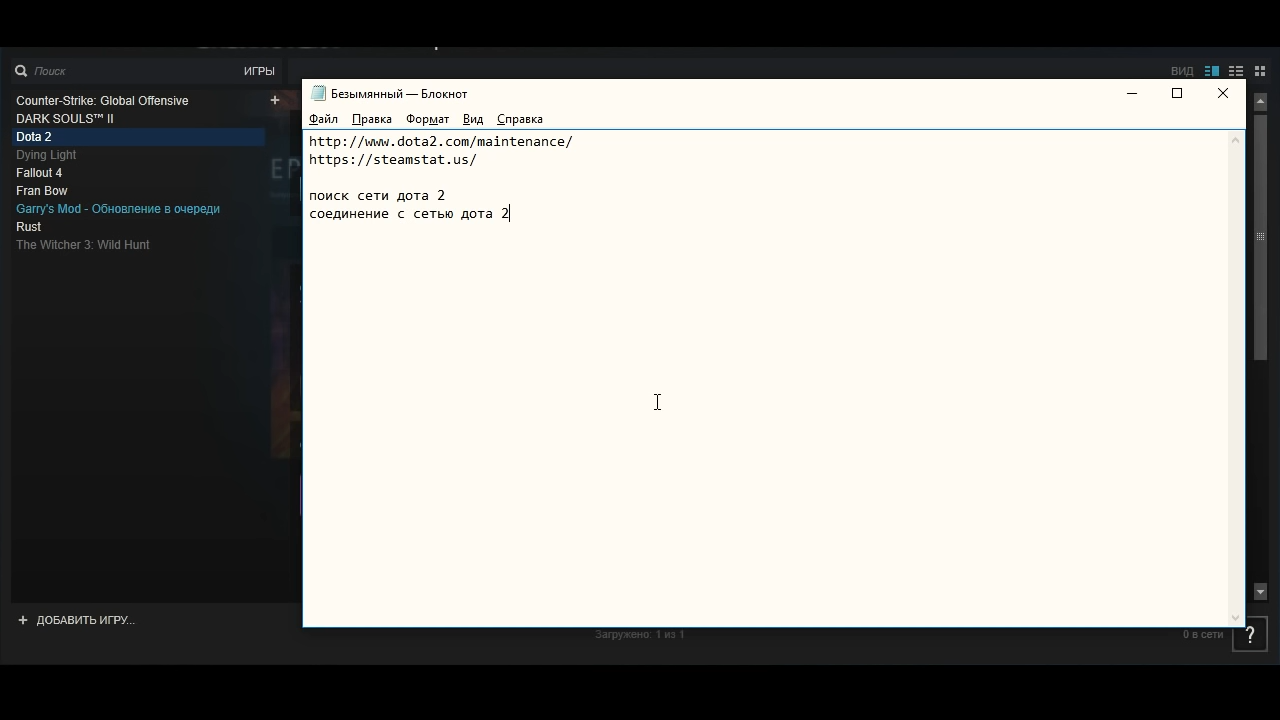 Поиск
ИГРЫ
ВИД
Counter-Strike: Global Offensive
DARK SOULS™ II
Dota 2
Dying Light
Fallout 4
Fran Bow
Garry's Mod - Обновление в очереди
Rust
The Witcher 3: Wild Hunt
+ ДОБАВИТЬ ИГРУ...
Безымянный — Блокнот
Файл Правка Формат Вид Справка
http://www.dota2.com/maintenance/
https://steamstat.us/
поиск сети дота 2
соединение с сетью дота 2
Загружено: 1 из 1
0 в сети
?